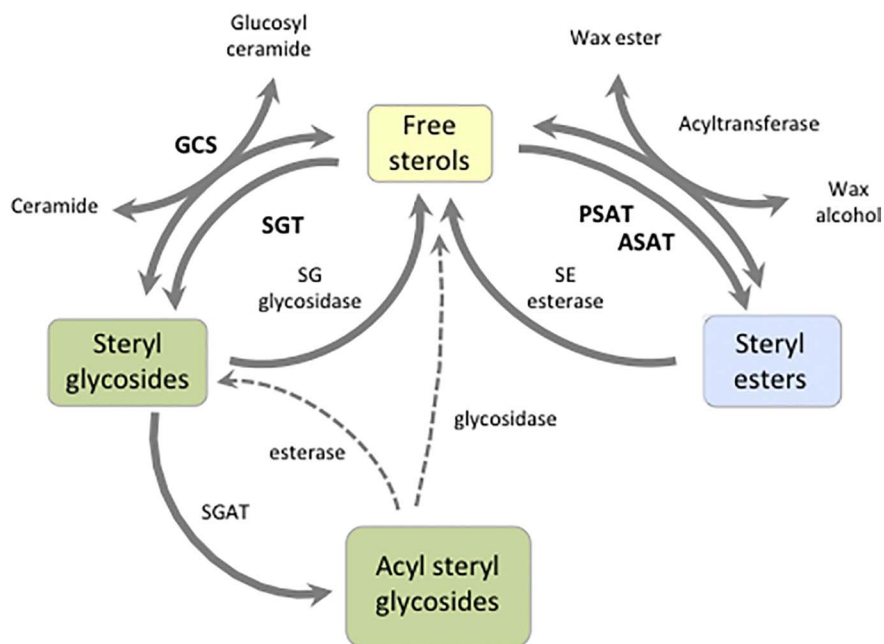 Glucosyl
ceramide
Wax ester
GCS
Free
sterols
Acyltransferase
Ceramide
SGT
PSAT
ASAT
Wax
alcohol
SG
glycosidase
SE
esterase
Steryl
glycosides
Steryl
esters
esterase
glycosidase
SGAT
Acyl steryl
glycosides